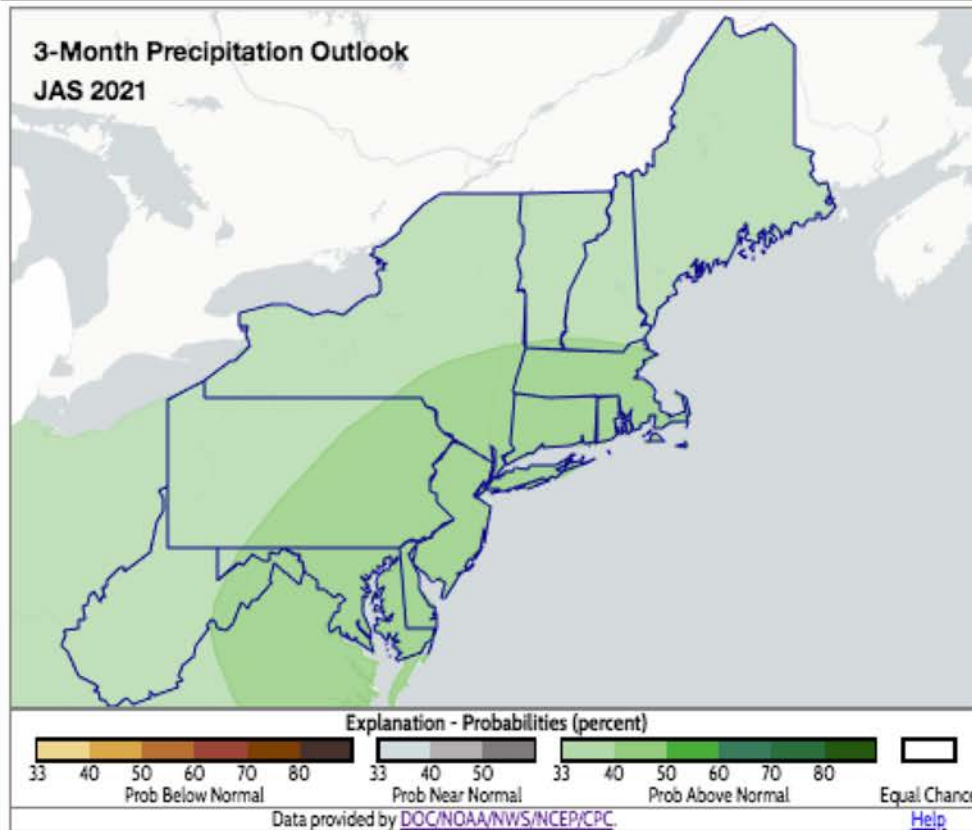 3-Month Precipitation Outlook
JAS 2021
Explanation - Probabilities (percent)
33 40 50 60 70 80 33 40 50 33 40 50 60 70 80
Prob Below Normal Prob Near Normal Prob Above Normal Equal Chance
Data provided by DOC/NOAA/NWS/NCEP/CPC. Help